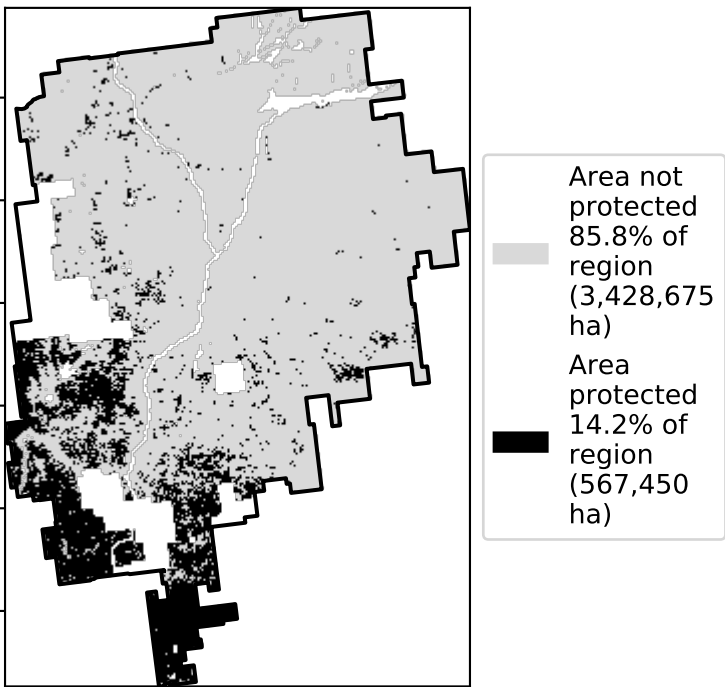 Area not
protected
85.8% of
region
(3,428,675
ha)
Area
protected
14.2% of
region
(567,450
ha)